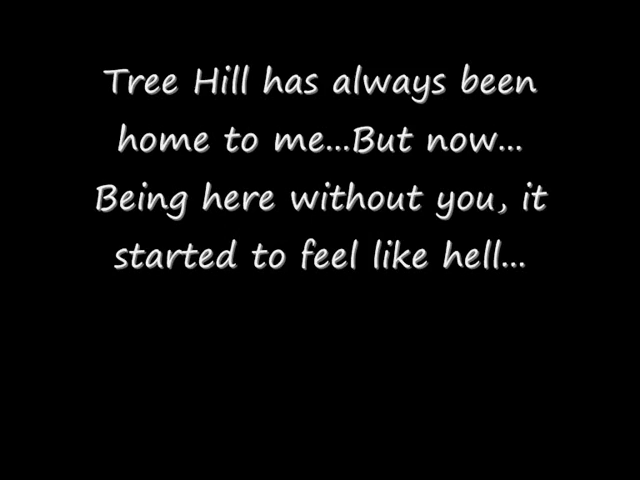 Tree Hill has always been
home to me...But now...
Being here without you, it
started to feel like hell...